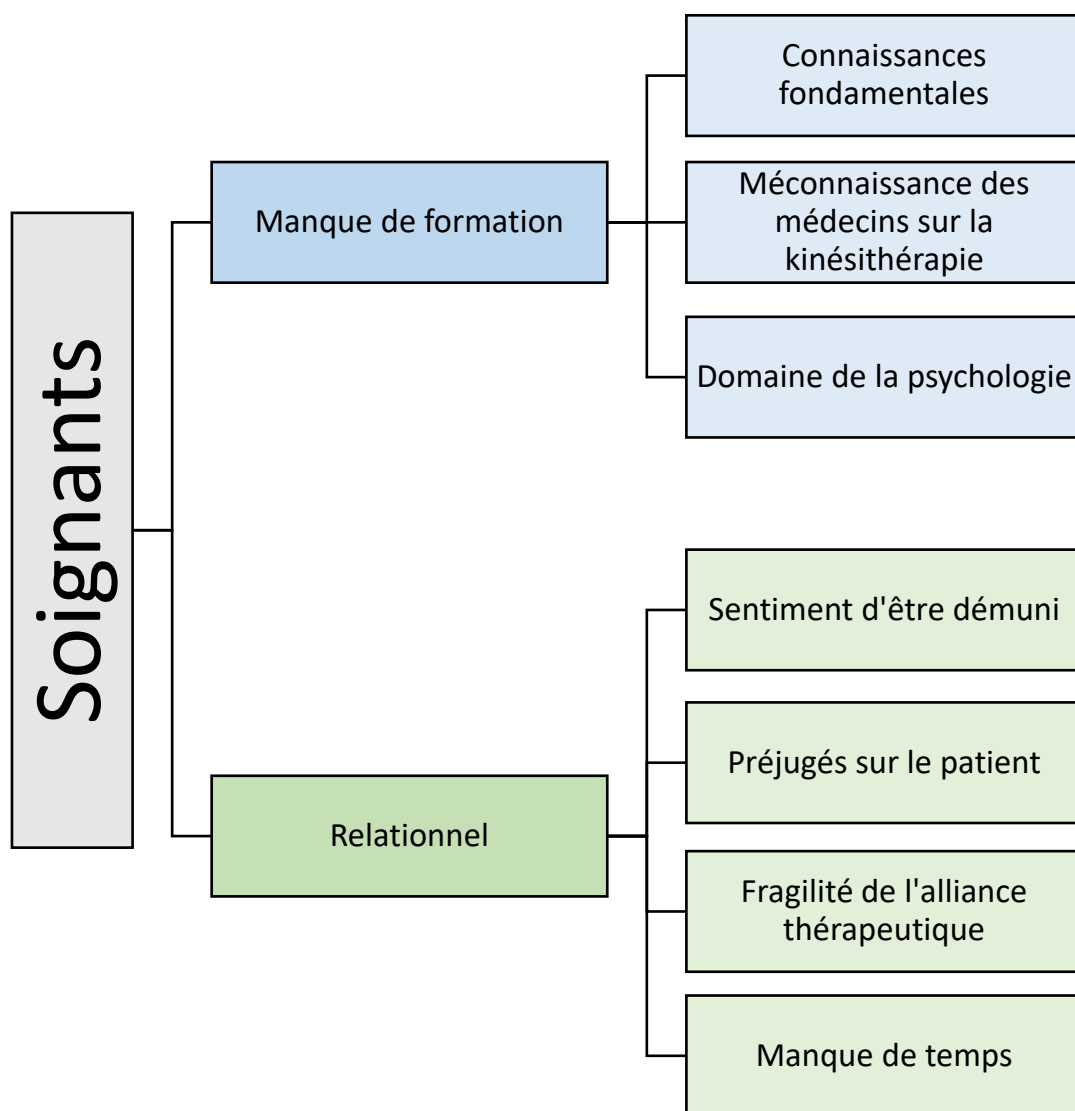 Soignants
Manque de formation
Connaissances
fondamentales
Méconnaissance des
médecins sur la
kinésithérapie
Domaine de la psychologie
Relationnel
Sentiment d'être démuni
Préjugés sur le patient
Fragilité de l'alliance
thérapeutique
Manque de temps